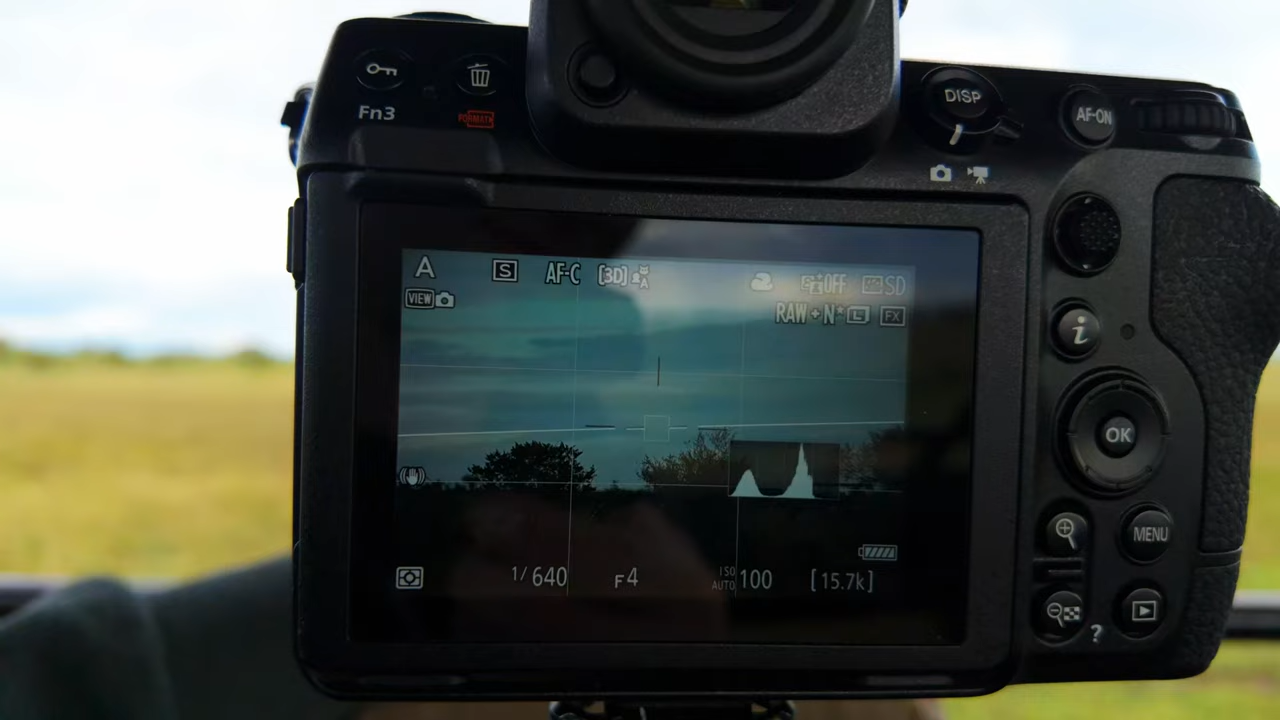 Fn3
FORMAT
DISP
AF-ON
A S AF-C [3D] A OFF SD
VIEW RAW+N* L FX
i
OK
MENU
1/640 F4 ISO AUTO 100 [15.7k]
?